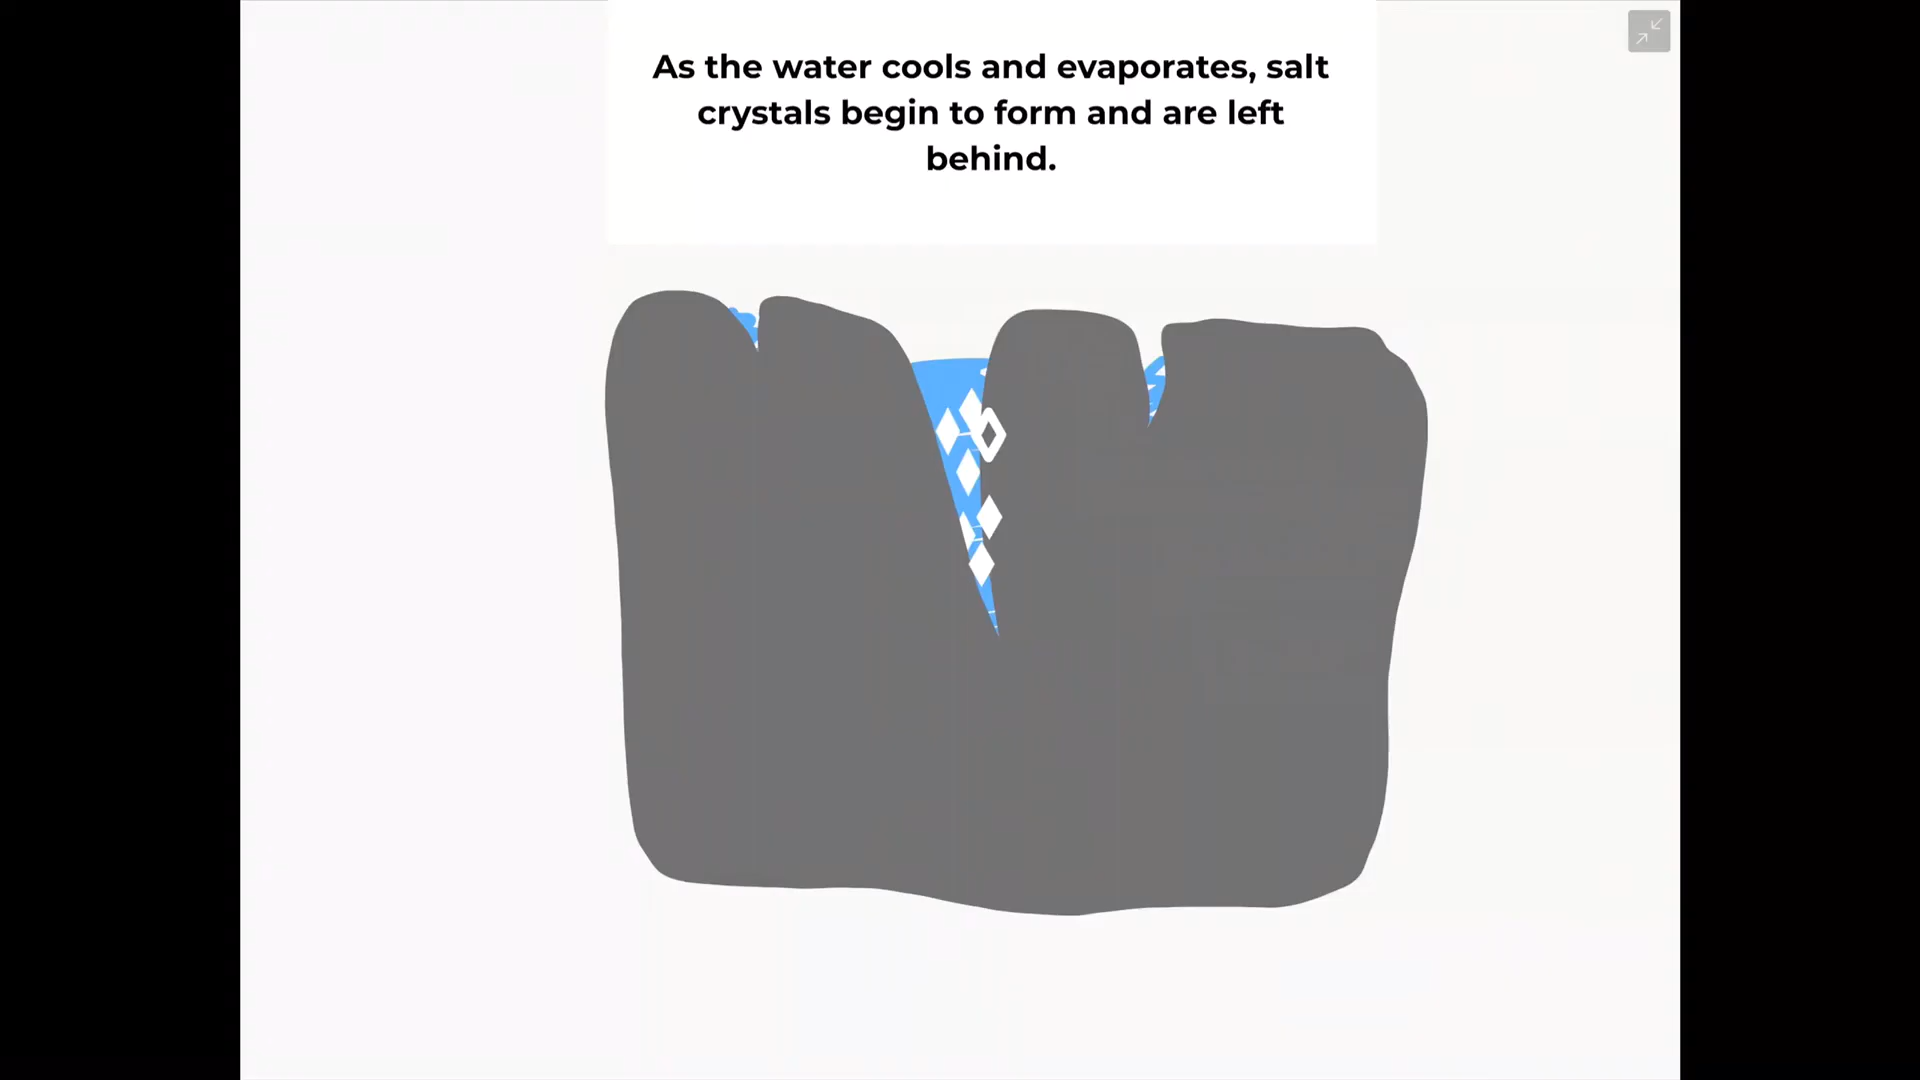 As the water cools and evaporates, salt
crystals begin to form and are left
behind.